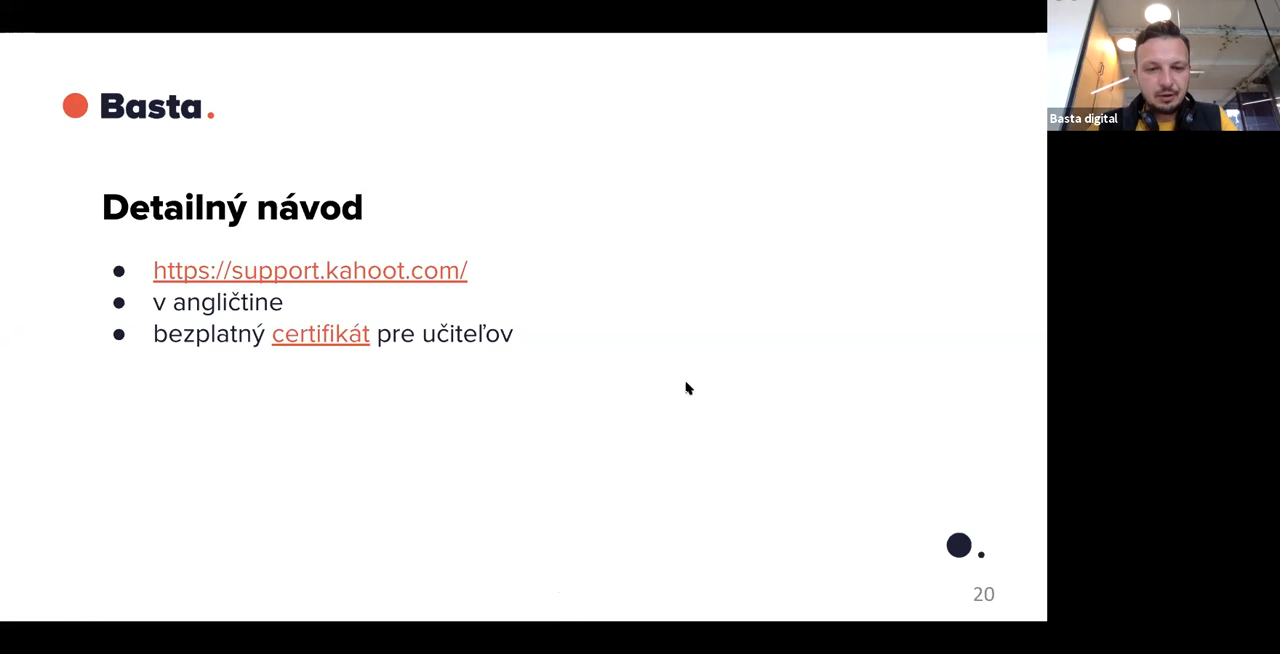 Basta.
Basta digital
Detailný návod
https://support.kahoot.com/
v angličtine
bezplatný certifikát pre učiteľov
20